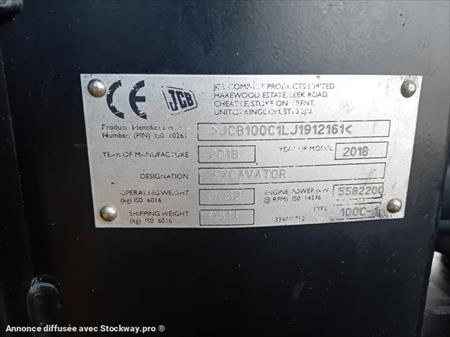 CE JCB
JCB COMPACT PRODUCTS LIMITED
HAREWOOD ESTATE, LEEK ROAD,
CHEADLE, STOKE ON TRENT,
UNITED KINGDOM, ST10 2JU
Product Identification
Number (PIN) ISO 10261 >JCB100C1LJ1912161<
YEAR OF MANUFACTURE 2018 YEAR OF MODEL 2018
DESIGNATION EXCAVATOR
OPERATING WEIGHT
(kg) ISO 6016
ENGINE POWER (kW) 5582200
@ RPM) ISO 14396
SHIPPING WEIGHT
(kg) ISO 6016
TYPE 100C-1
Annonce diffusée avec Stockway.pro ®